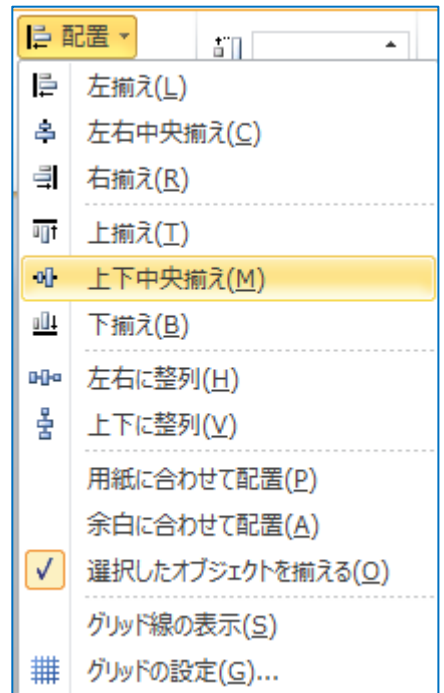 配置
左揃え(L)
左右中央揃え(C)
右揃え(R)
上揃え(T)
上下中央揃え(M)
下揃え(B)
左右に整列(H)
上下に整列(V)
用紙に合わせて配置(P)
余白に合わせて配置(A)
選択したオブジェクトを揃える(O)
グリッド線の表示(S)
グリッドの設定(G)...